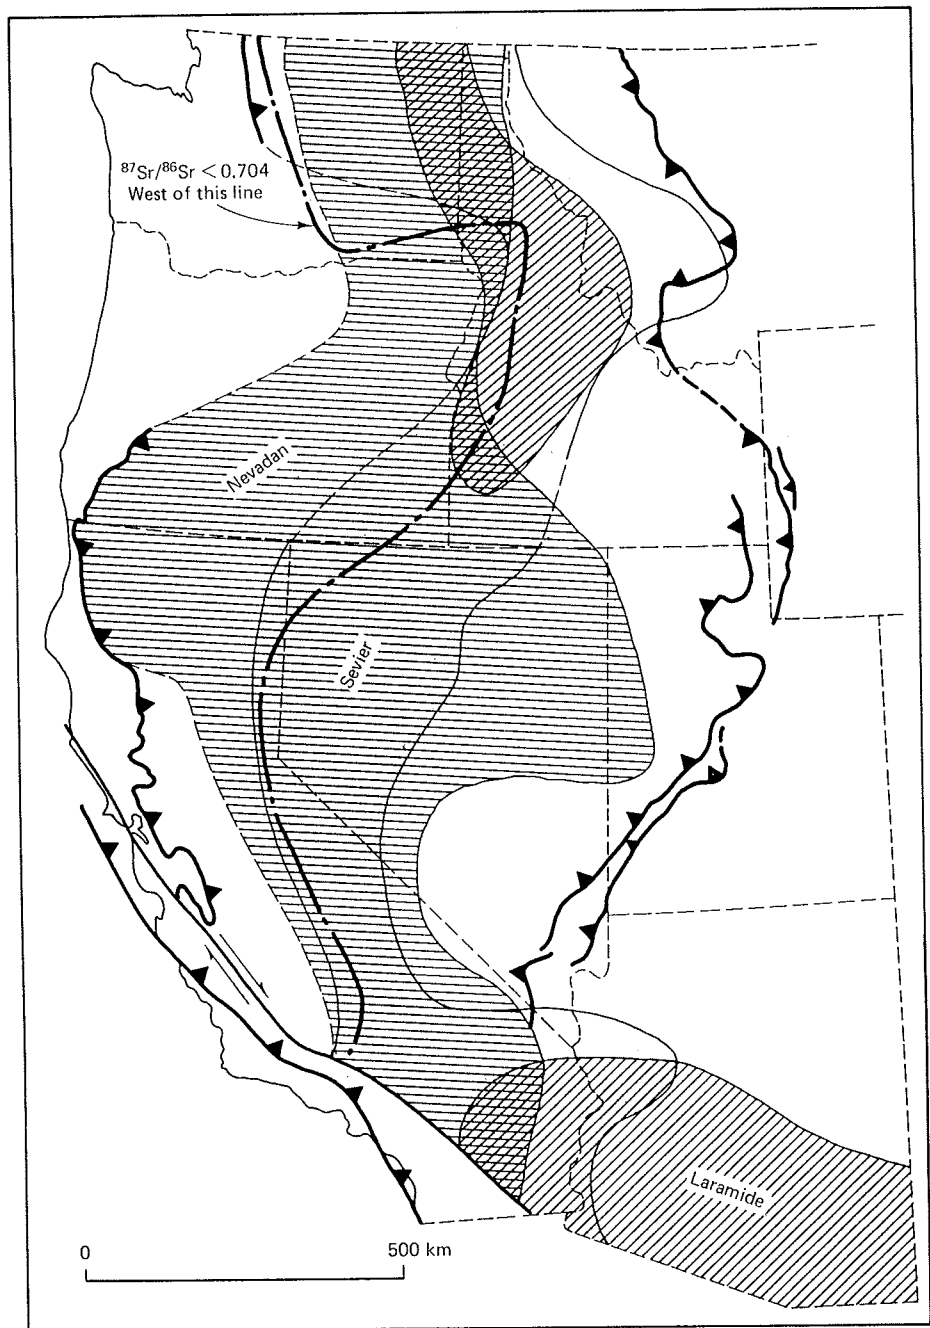 ⁸⁷Sr/⁸⁶Sr < 0.704
West of this line
Nevadan
Sevier
Laramide
0
500 km